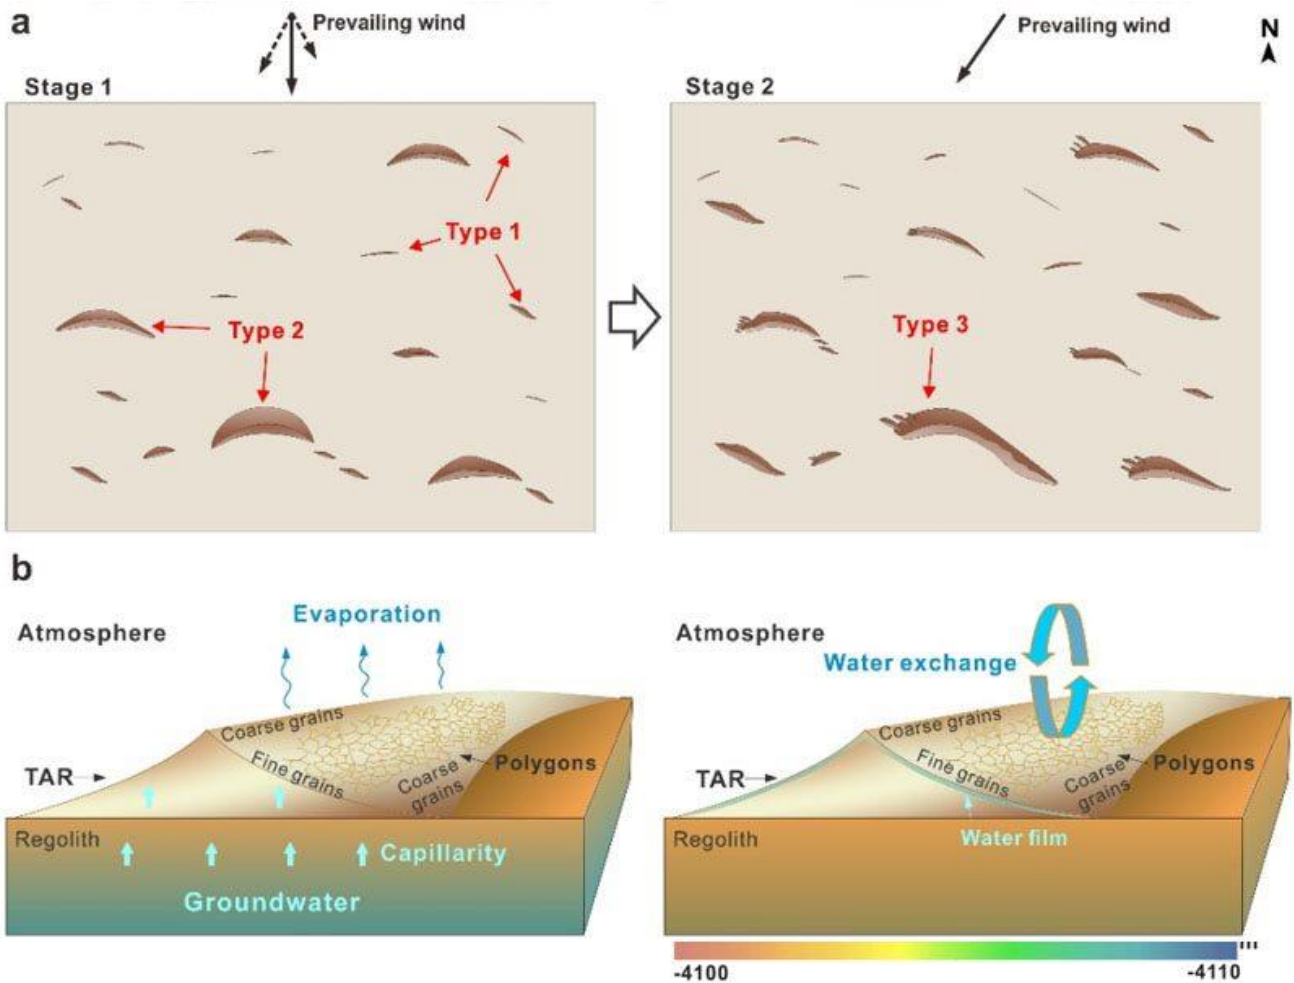 a
Prevailing wind
Prevailing wind
N
Stage 1
Stage 2
Type 1
Type 2
Type 3
b
Evaporation
Atmosphere
Coarse grains
Fine grains
Coarse
grains
Polygons
TAR
Regolith
Capillarity
Groundwater
Atmosphere
Water exchange
Coarse grains
Fine grains
Coarse
grains
Polygons
TAR
Regolith
Water film
-4100
-4110